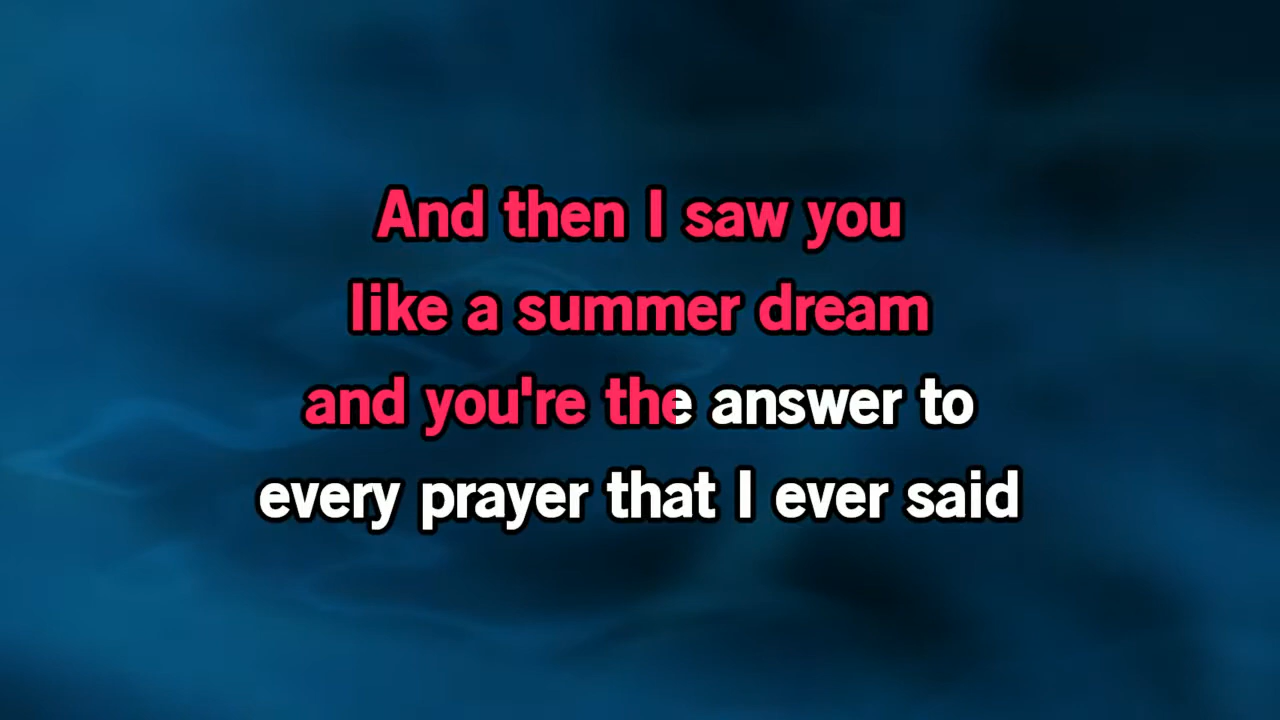 And then I saw you
like a summer dream
and you're the answer to
every prayer that I ever said